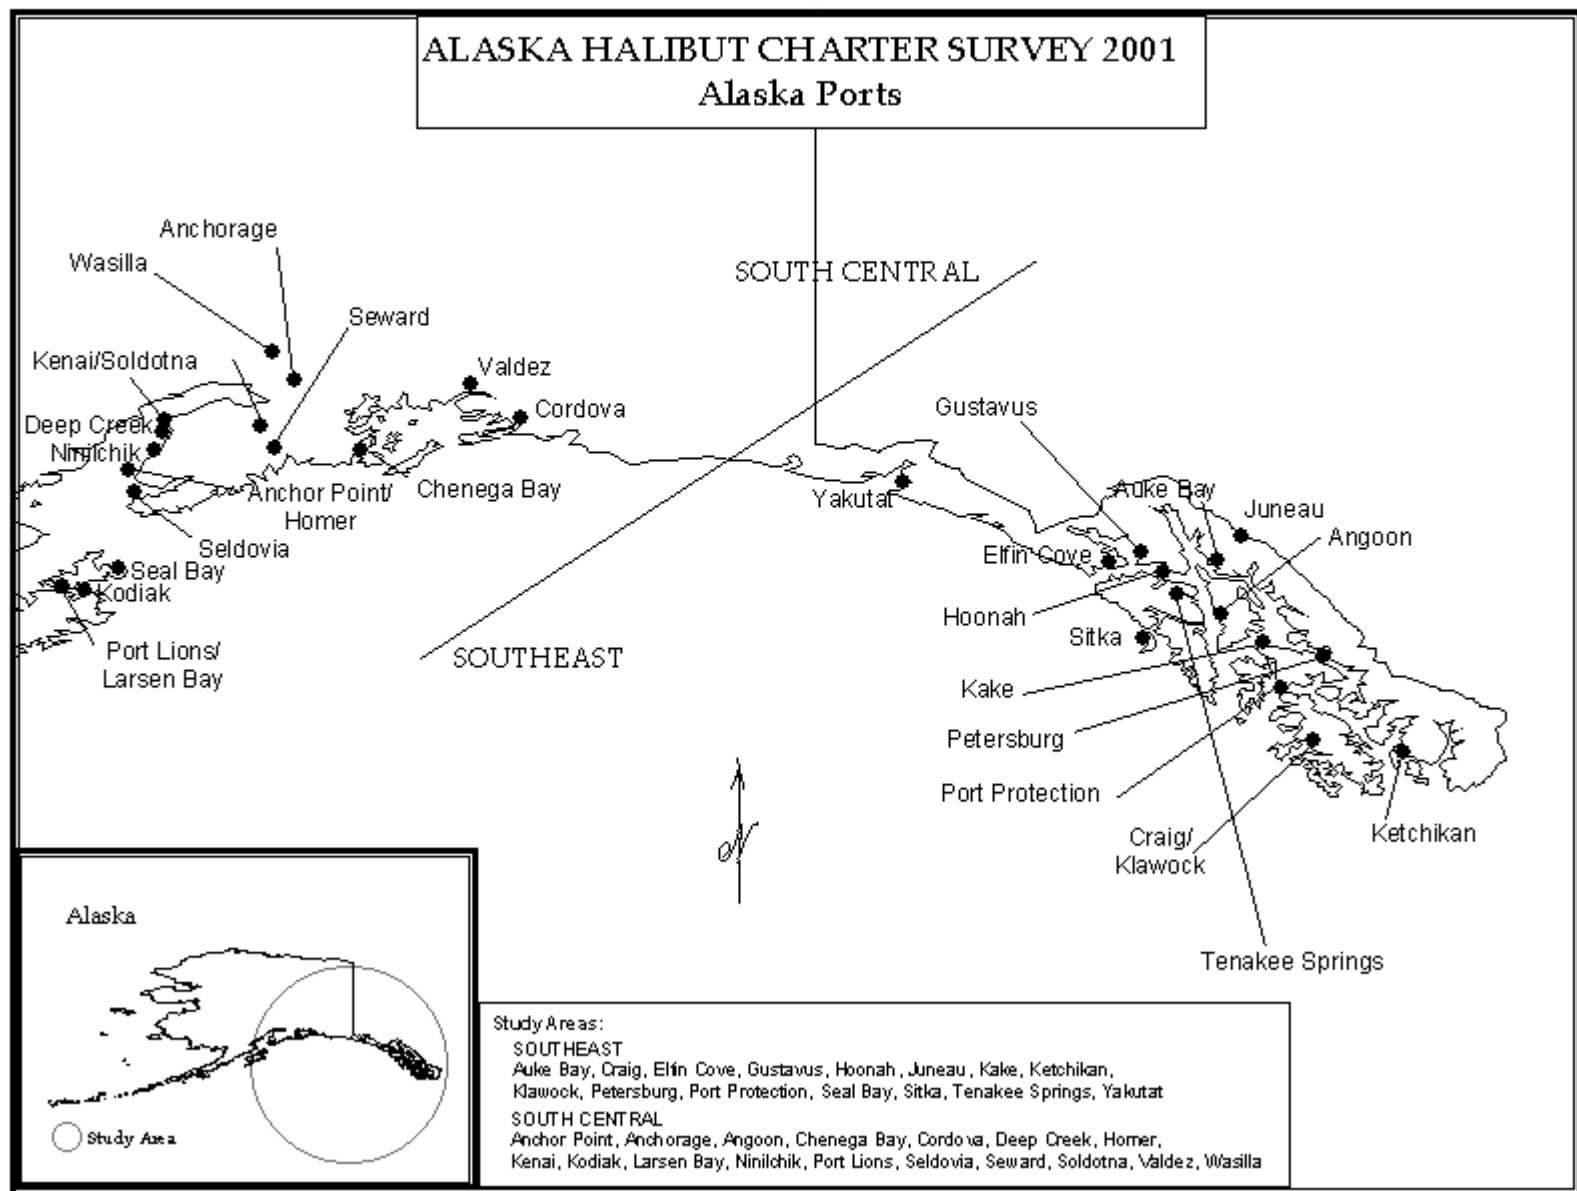 ALASKA HALIBUT CHARTER SURVEY 2001
Alaska Ports
Anchorage
Wasilla
SOUTH CENTRAL
Seward
Kenai/Soldotna
Valdez
Cordova
Gustavus
Deep Creek
Ninilchik
Anchor Point/
Homer
Chenega Bay
Yakutat
Auke Bay
Juneau
Angoon
Seldovia
Elfin Cove
Seal Bay
Kodiak
Hoonah
Sitka
Port Lions/
Larsen Bay
SOUTHEAST
Kake
Petersburg
Port Protection
N
Craig/
Klawock
Ketchikan
Tenakee Springs
Alaska
Study Area
Study Areas:
SOUTHEAST
Auke Bay, Craig, Elfin Cove, Gustavus, Hoonah, Juneau, Kake, Ketchikan,
Klawock, Petersburg, Port Protection, Seal Bay, Sitka, Tenakee Springs, Yakutat
SOUTH CENTRAL
Anchor Point, Anchorage, Angoon, Chenega Bay, Cordova, Deep Creek, Homer,
Kenai, Kodiak, Larsen Bay, Ninilchik, Port Lions, Seldovia, Seward, Soldotna, Valdez, Wasilla